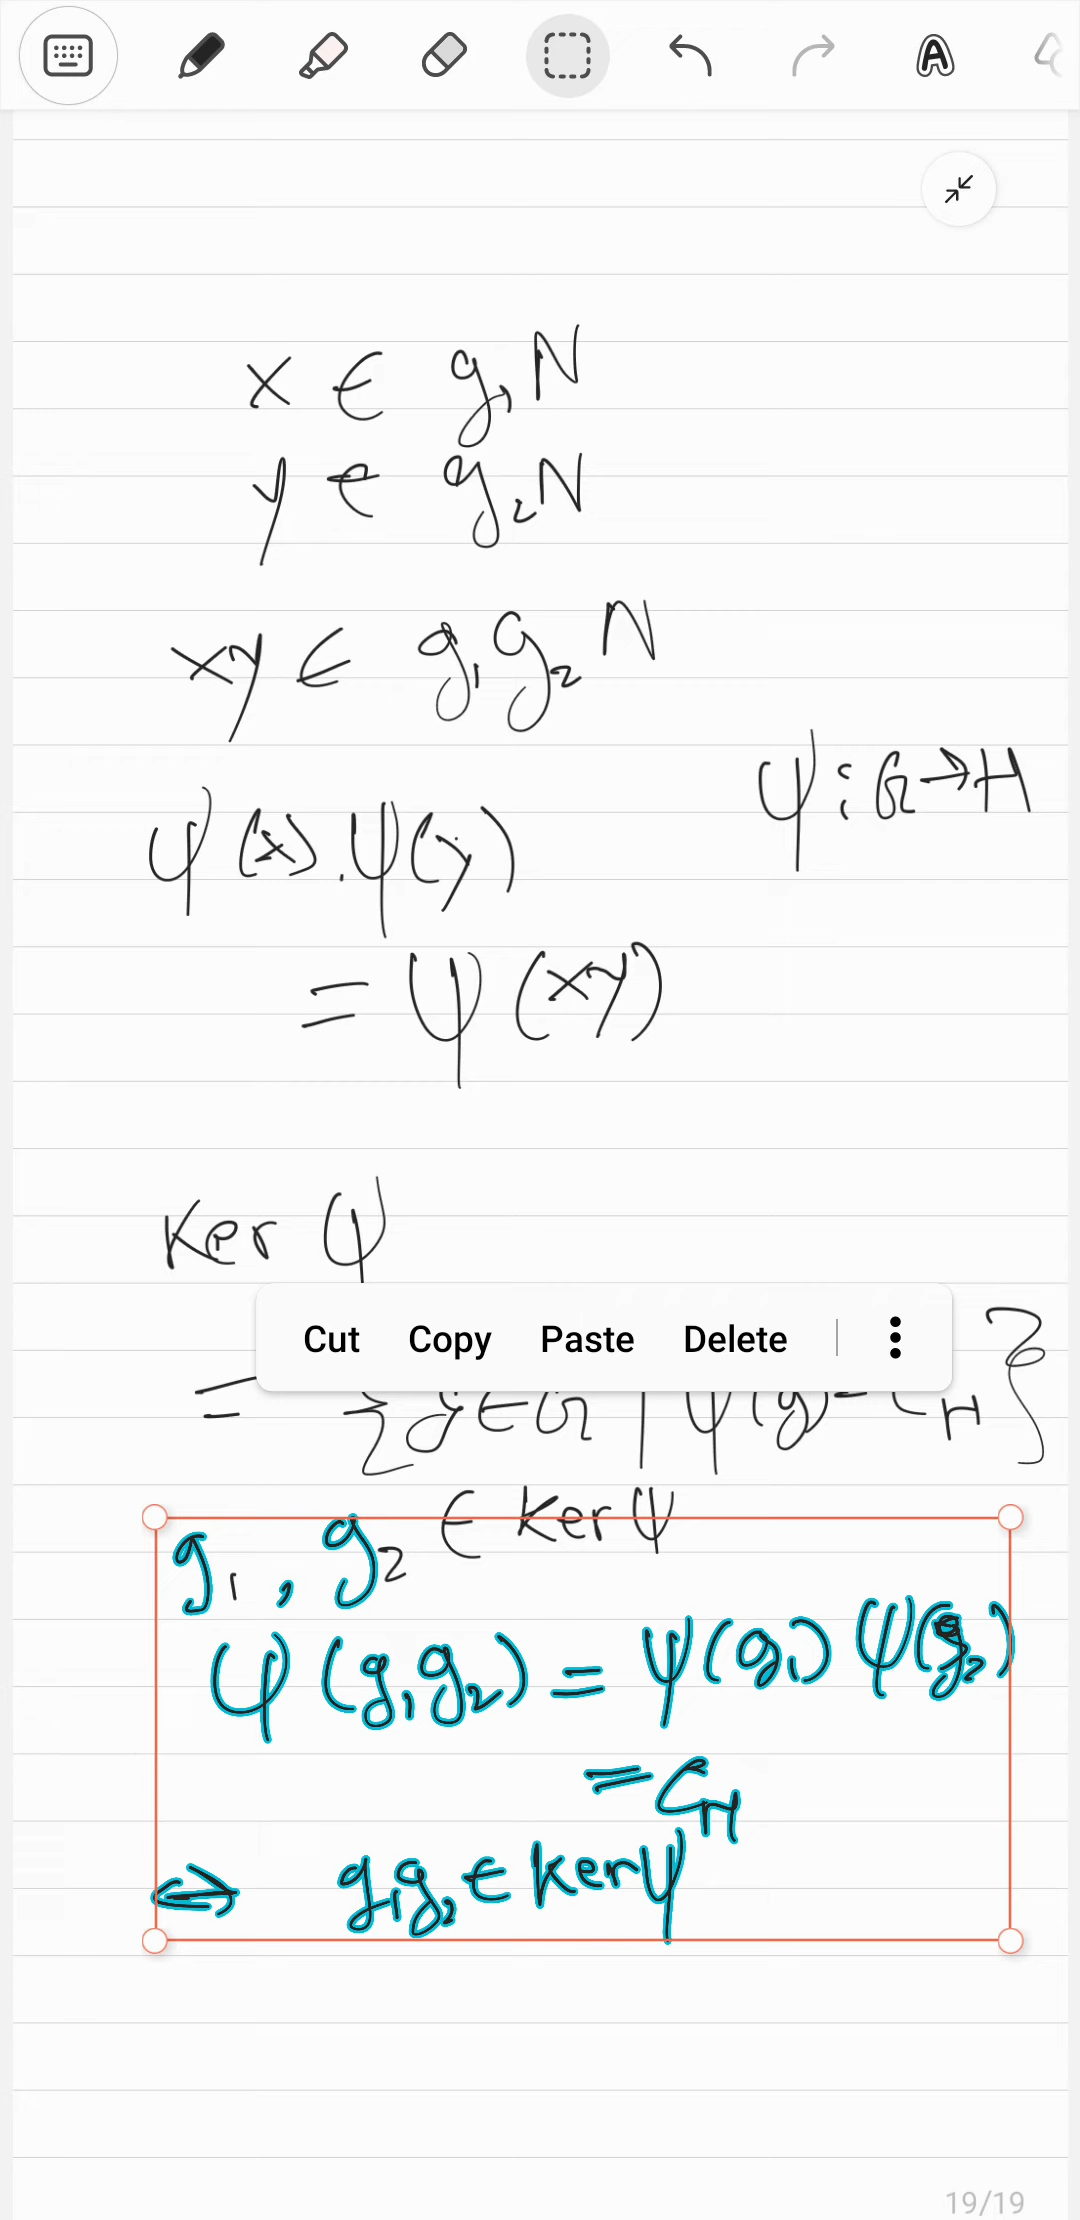 x ∈ g₁N
y ∈ g₂N
xy ∈ g₁g₂N
ψ : G → H
ψ(x).ψ(y)
= ψ(xy)
Ker ψ
Cut Copy Paste Delete
= {g ∈ G | ψ(g) = e_H}
g₁, g₂ ∈ Ker ψ
ψ(g₁g₂) = ψ(g₁) ψ(g₂)
= e_H
⇔ g₁g₂ ∈ Ker ψ
19/19